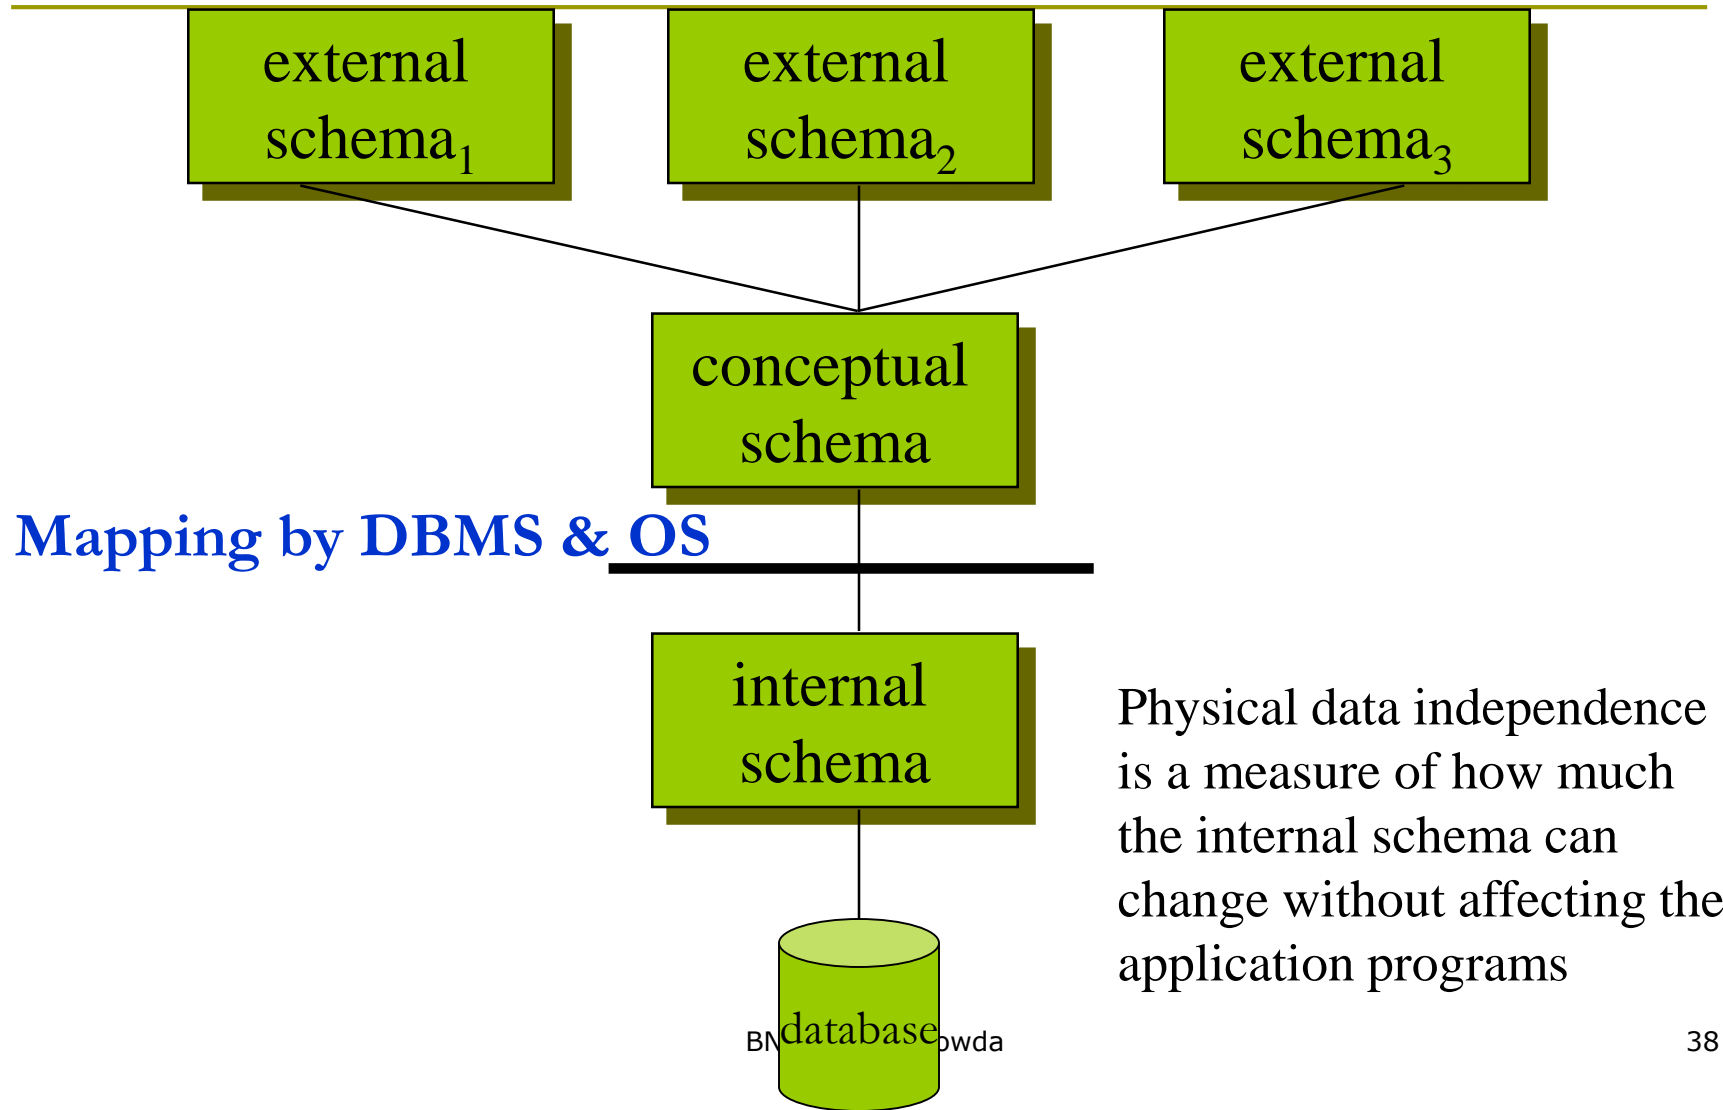 external
schema1
external
schema2
external
schema3
conceptual
schema
Mapping by DBMS & OS
internal
schema
Physical data independence
is a measure of how much
the internal schema can
change without affecting the
application programs
database
38